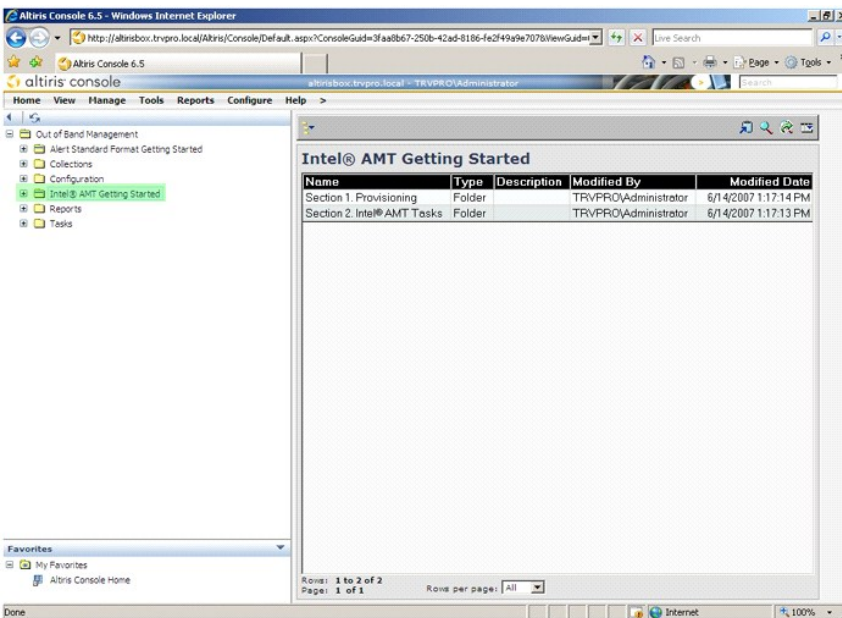 Altiris Console 6.5 - Windows Internet Explorer
http://altirisbox.trvpro.local/Altiris/Console/Default.aspx?ConsoleGuid=3faa8b67-250b-42ad-8186-fe2f49a9e707&ViewGuid=
Live Search
Altiris Console 6.5
Page
Tools
altiris console
altirisbox.trvpro.local - TRVPRO\Administrator
Search
Home View Manage Tools Reports Configure Help >
Out of Band Management
Alert Standard Format Getting Started
Collections
Configuration
Intel® AMT Getting Started
Reports
Tasks
Intel® AMT Getting Started
Name Type Description Modified By Modified Date
Section 1. Provisioning Folder TRVPRO\Administrator 6/14/2007 1:17:14 PM
Section 2. Intel® AMT Tasks Folder TRVPRO\Administrator 6/14/2007 1:17:13 PM
Favorites
My Favorites
Altris Console Home
Rows: 1 to 2 of 2
Page: 1 of 1
Rows per page: All
Done
Internet
100%